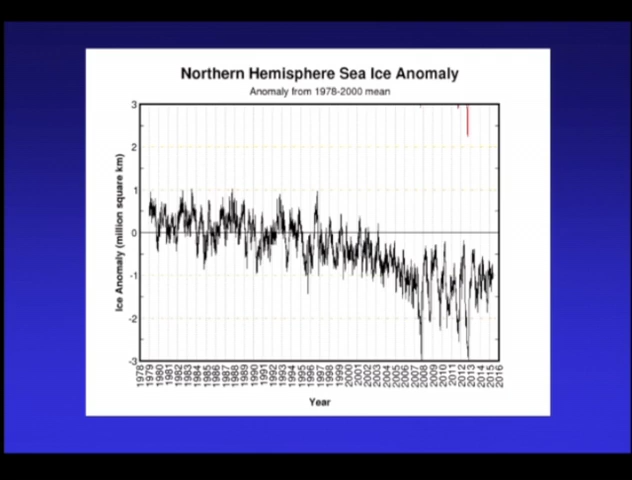 Northern Hemisphere Sea Ice Anomaly
Anomaly from 1978-2000 mean
3
2
1
0
-1
-2
-3
Ice Anomaly (million square km)
1978 1979 1980 1981 1982 1983 1984 1985 1986 1987 1988 1989 1990 1991 1992 1993 1994 1995 1996 1997 1998 1999 2000 2001 2002 2003 2004 2005 2006 2007 2008 2009 2010 2011 2012 2013 2014 2015 2016
Year